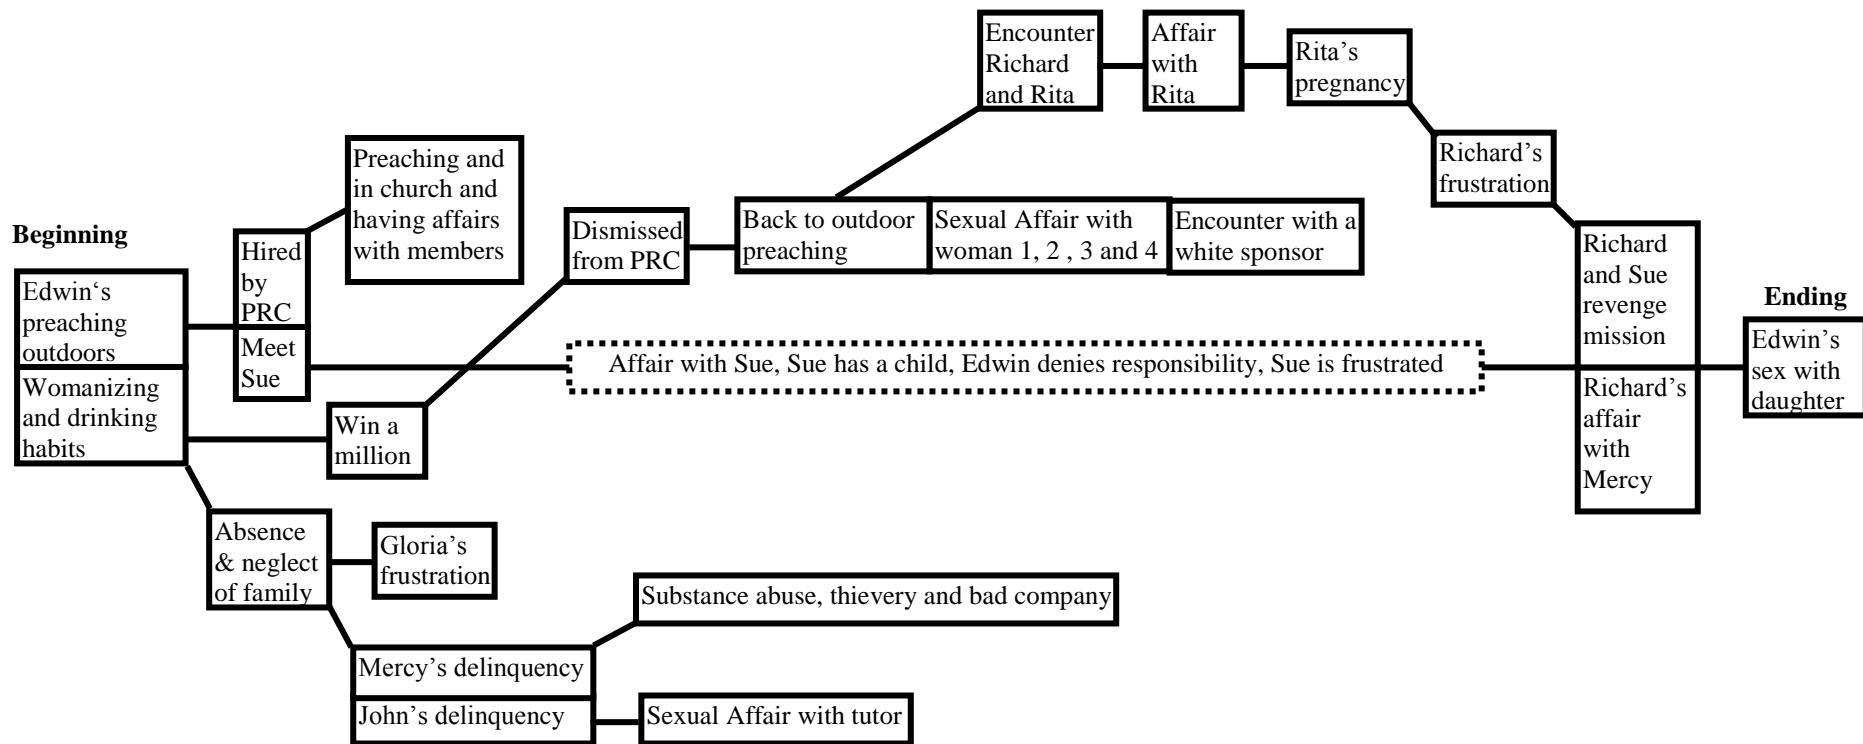 Beginning
Edwin‘s
preaching
outdoors
Womanizing
and drinking
habits
Hired
by
PRC
Meet
Sue
Preaching and
in church and
having affairs
with members
Win a
million
Dismissed
from PRC
Back to outdoor
preaching
Sexual Affair with
woman 1, 2 , 3 and 4
Encounter with a
white sponsor
Encounter
Richard
and Rita
Affair
with
Rita
Rita’s
pregnancy
Richard’s
frustration
Affair with Sue, Sue has a child, Edwin denies responsibility, Sue is frustrated
Richard
and Sue
revenge
mission
Richard’s
affair
with
Mercy
Ending
Edwin’s
sex with
daughter
Absence
& neglect
of family
Gloria’s
frustration
Mercy’s delinquency
John’s delinquency
Substance abuse, thievery and bad company
Sexual Affair with tutor